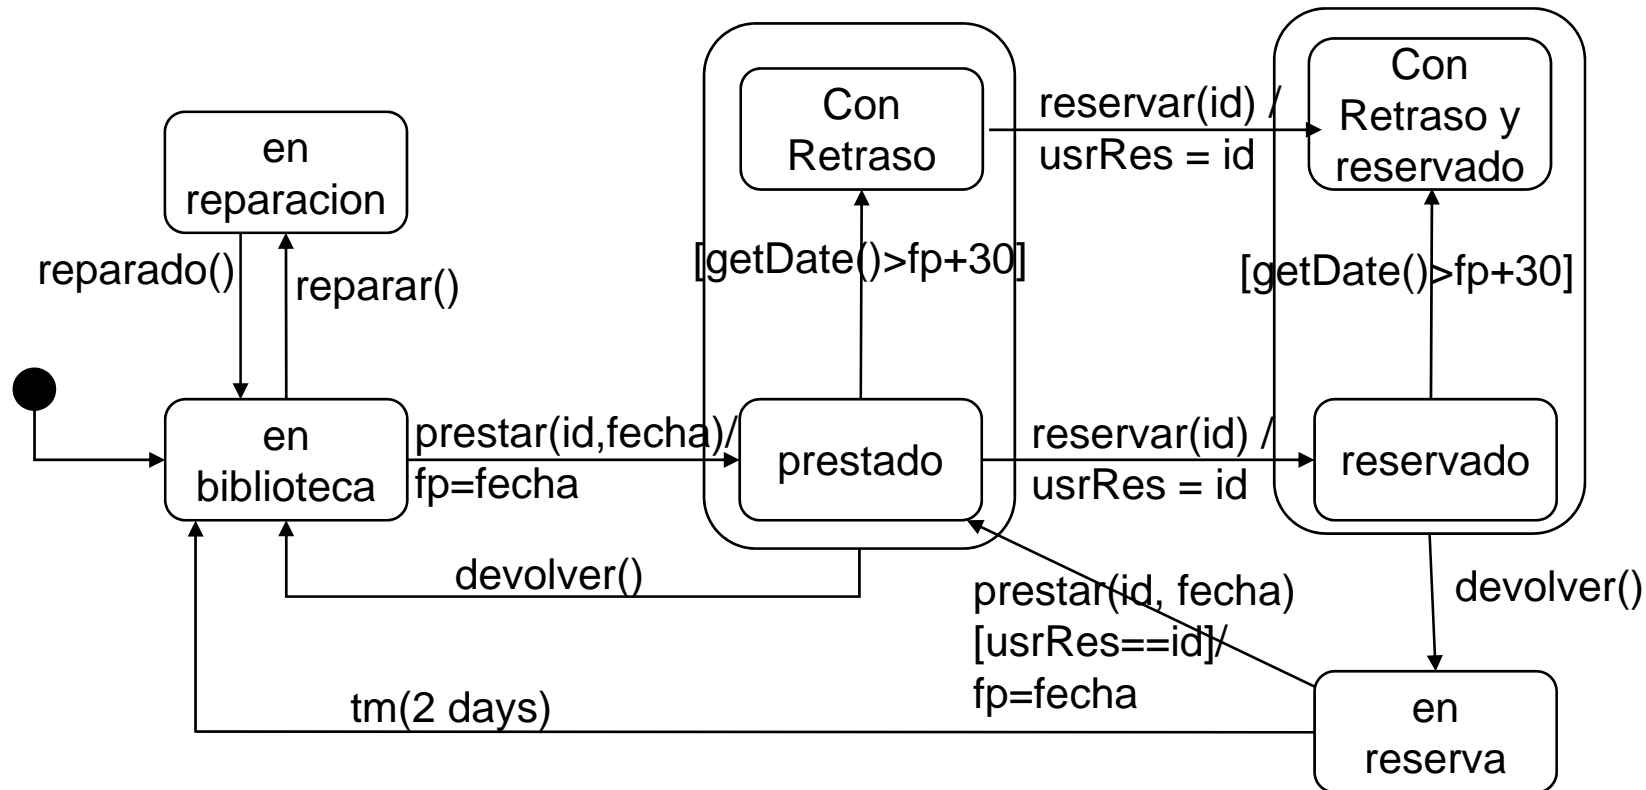 en
reparacion
reparado()
reparar()
en
biblioteca
prestar(id,fecha)/
fp=fecha
Con
Retraso
[getDate()>fp+30]
prestado
devolver()
reservar(id) /
usrRes = id
Con
Retraso y
reservado
[getDate()>fp+30]
reservar(id) /
usrRes = id
reservado
devolver()
prestar(id, fecha)
[usrRes==id]/
fp=fecha
tm(2 days)
en
reserva